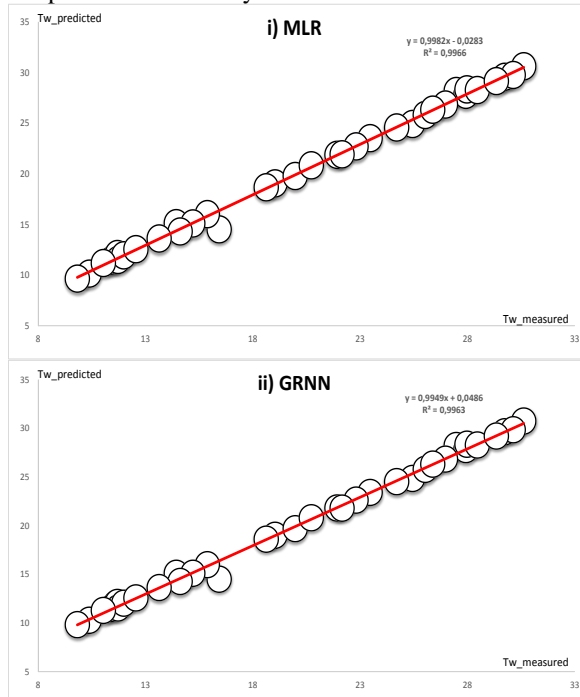 Tw_predicted
i) MLR
y = 0,9982x - 0,0283
R² = 0,9966
35
30
25
20
15
10
5
8 13 18 23 28 33
Tw_measured
Tw_predicted
ii) GRNN
y = 0,9949x + 0,0486
R² = 0,9963
35
30
25
20
15
10
5
8 13 18 23 28 33
Tw_measured